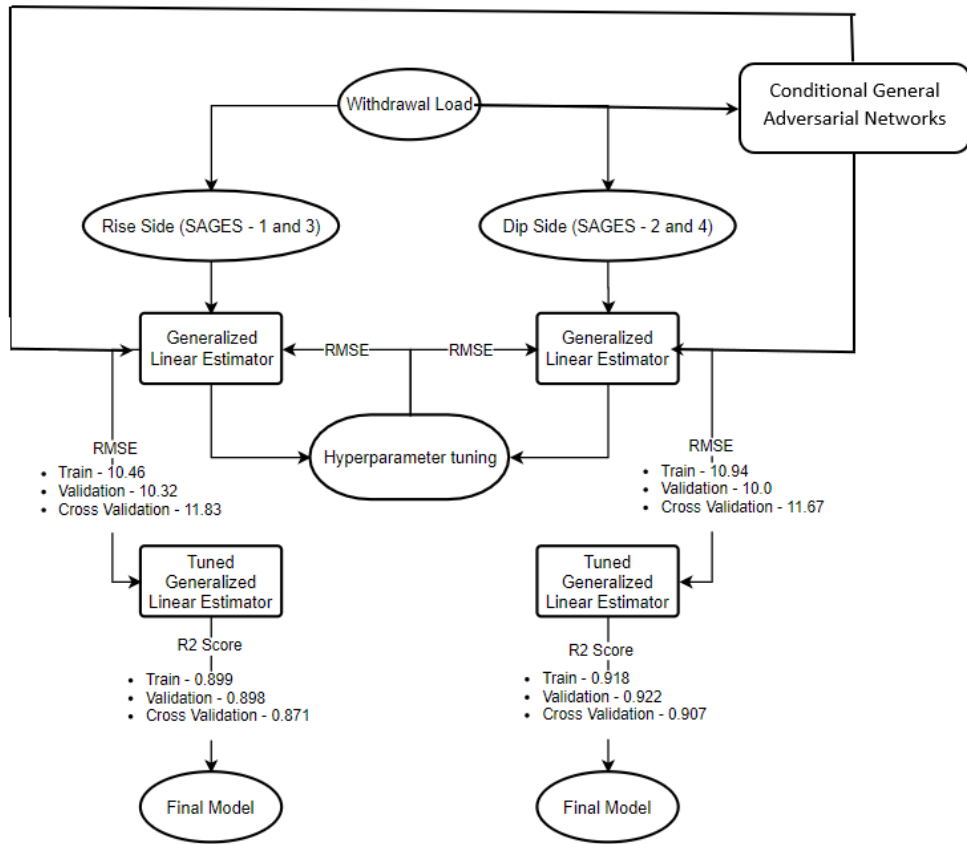 Conditional General
Adversarial Networks
Withdrawal Load
Rise Side (SAGES - 1 and 3)
Dip Side (SAGES - 2 and 4)
Generalized
Linear Estimator
RMSE
RMSE
Generalized
Linear Estimator
Hyperparameter tuning
RMSE
• Train - 10.46
• Validation - 10.32
• Cross Validation - 11.83
RMSE
• Train - 10.94
• Validation - 10.0
• Cross Validation - 11.67
Tuned
Generalized
Linear Estimator
Tuned
Generalized
Linear Estimator
R2 Score
• Train - 0.899
• Validation - 0.898
• Cross Validation - 0.871
R2 Score
• Train - 0.918
• Validation - 0.922
• Cross Validation - 0.907
Final Model
Final Model